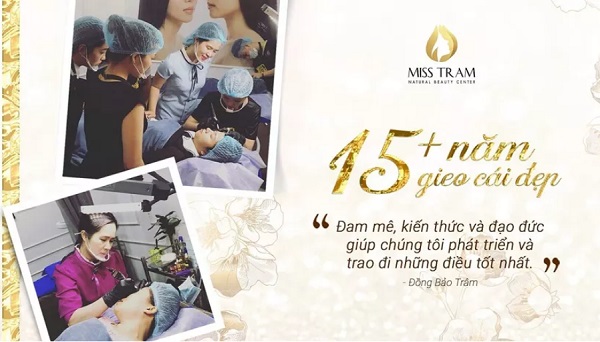 MISS TRAM
NATURAL BEAUTY CENTER
15+ năm
gieo cái đẹp
“ Đam mê, kiến thức và đạo đức
giúp chúng tôi phát triển và
trao đi những điều tốt nhất. ”
- Đồng Bảo Trâm